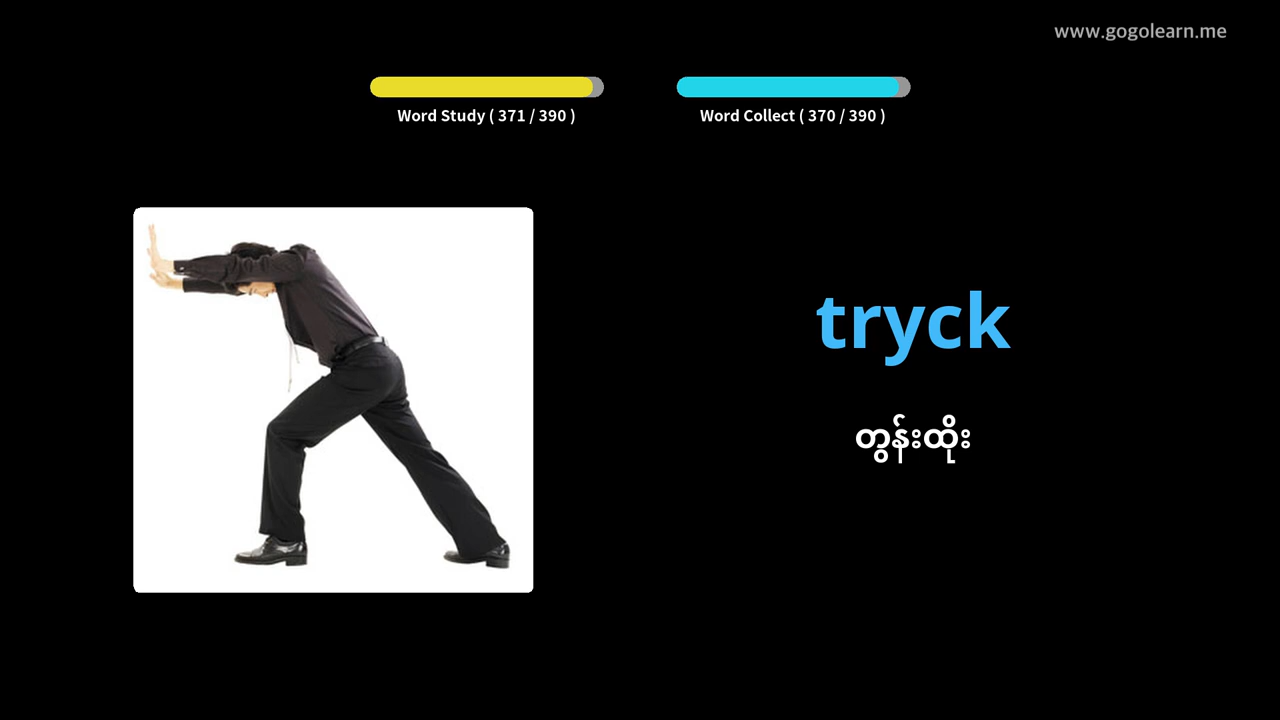 www.gogolearn.me
Word Study ( 371 / 390 )
Word Collect ( 370 / 390 )
tryck
တွန်းထိုး